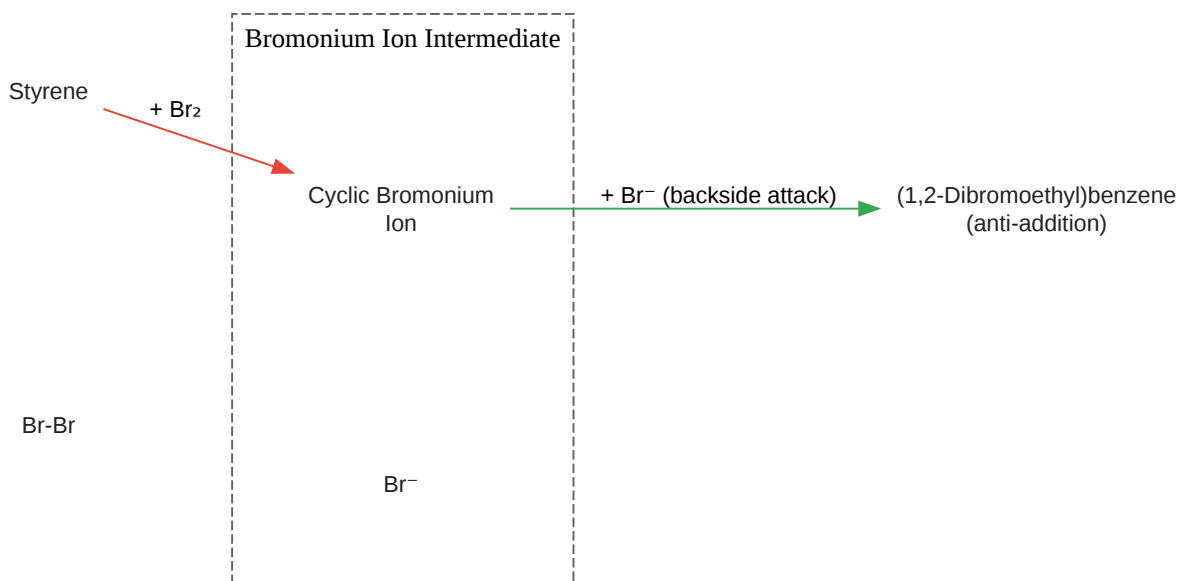 Bromonium Ion Intermediate
Styrene
+ Br₂
Cyclic Bromonium
Ion
+ Br⁻ (backside attack)
(1,2-Dibromoethyl)benzene
(anti-addition)
Br-Br
Br⁻